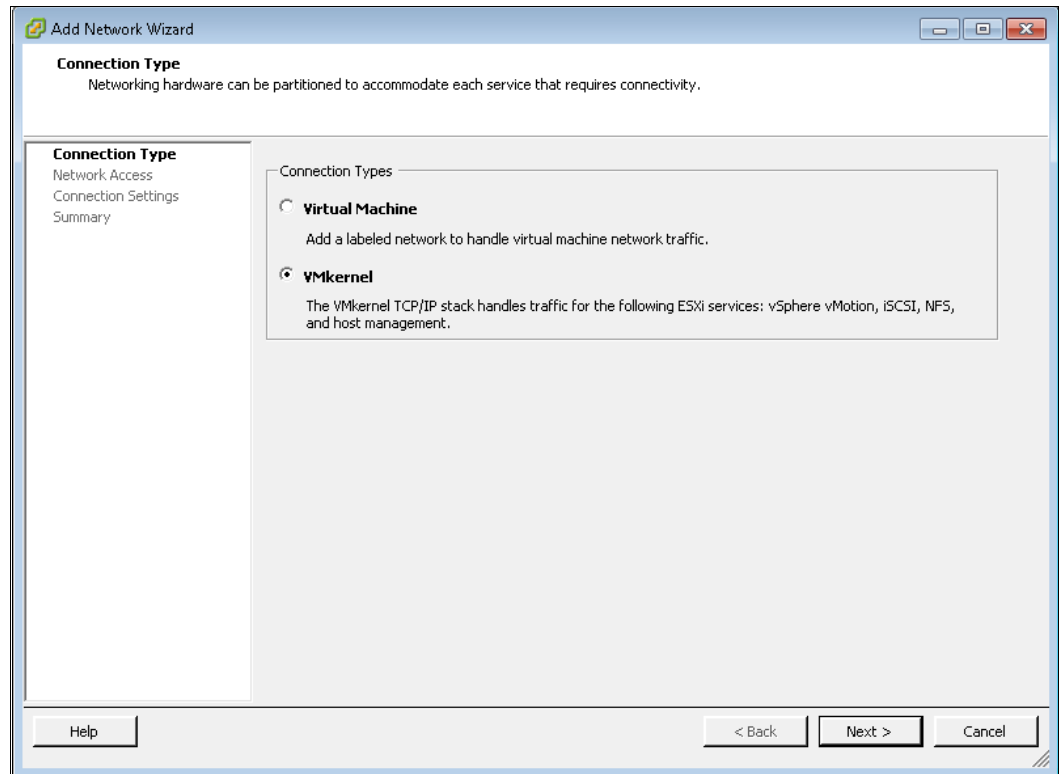 Add Network Wizard
Connection Type
Networking hardware can be partitioned to accommodate each service that requires connectivity.
Connection Type
Network Access
Connection Settings
Summary
Connection Types
Virtual Machine
Add a labeled network to handle virtual machine network traffic.
VMkernel
The VMkernel TCP/IP stack handles traffic for the following ESXi services: vSphere vMotion, iSCSI, NFS,
and host management.
Help
< Back
Next >
Cancel